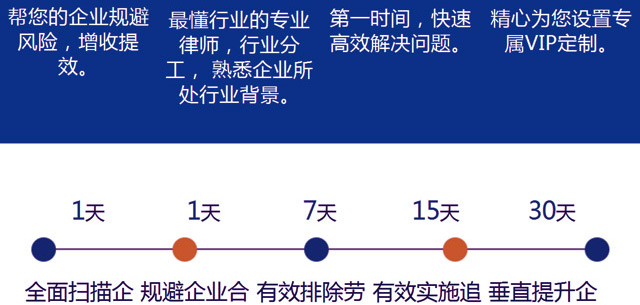 帮您的企业规避
风险，增收提
效。
最懂行业的专业
律师，行业分
工， 熟悉企业所
处行业背景。
第一时间，快速
高效解决问题。
精心为您设置专
属VIP定制。
1天
1天
7天
15天
30天
全面扫描企
规避企业合
有效排除劳
有效实施追
垂直提升企